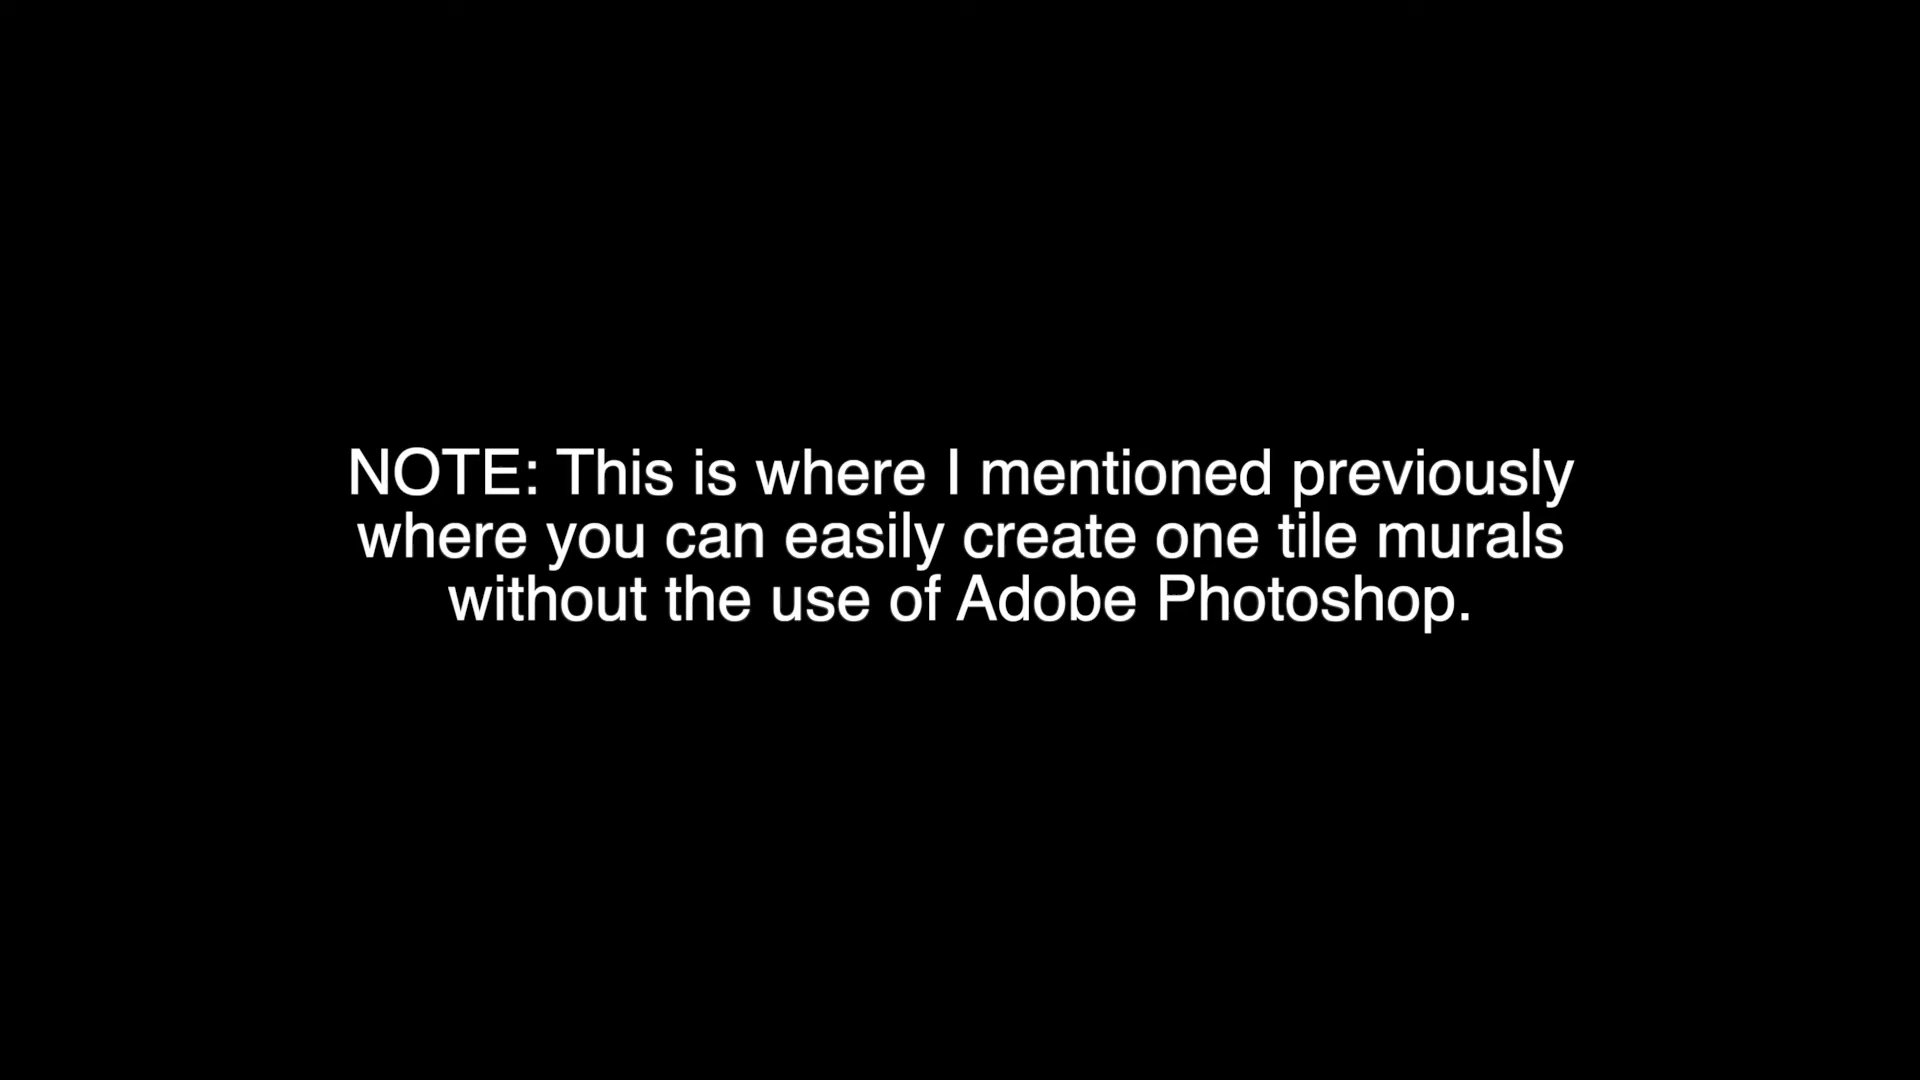 NOTE: This is where I mentioned previously
where you can easily create one tile murals
without the use of Adobe Photoshop.